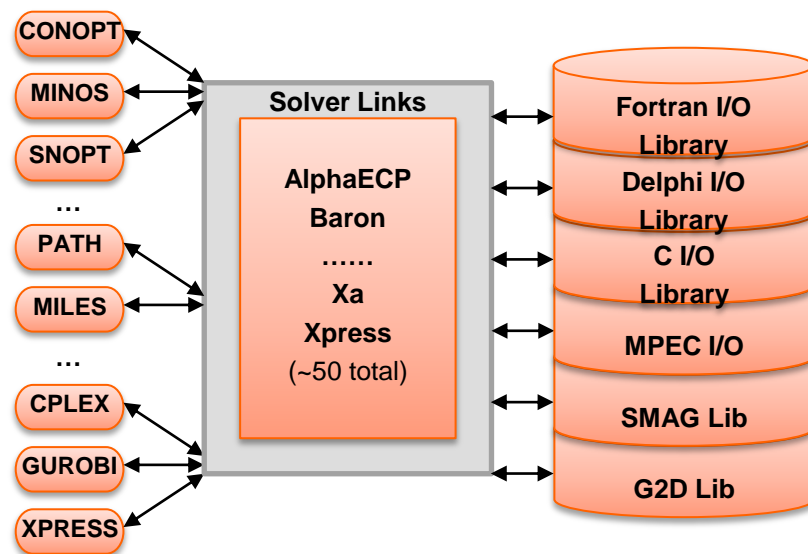 CONOPT
MINOS
SNOPT
...
PATH
MILES
...
CPLEX
GUROBI
XPRESS
Solver Links
AlphaECP
Baron
......
Xa
Xpress
(~50 total)
Fortran I/O
Library
Delphi I/O
Library
C I/O
Library
MPEC I/O
SMAG Lib
G2D Lib